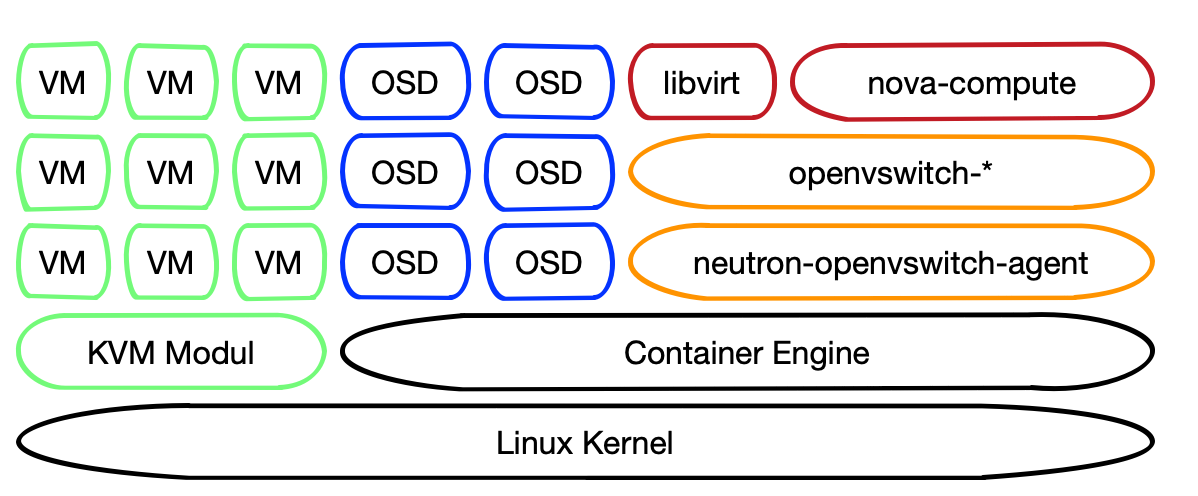 VM VM VM OSD OSD libvirt nova-compute
VM VM VM OSD OSD openvswitch-*
VM VM VM OSD OSD neutron-openvswitch-agent
KVM Modul Container Engine
Linux Kernel